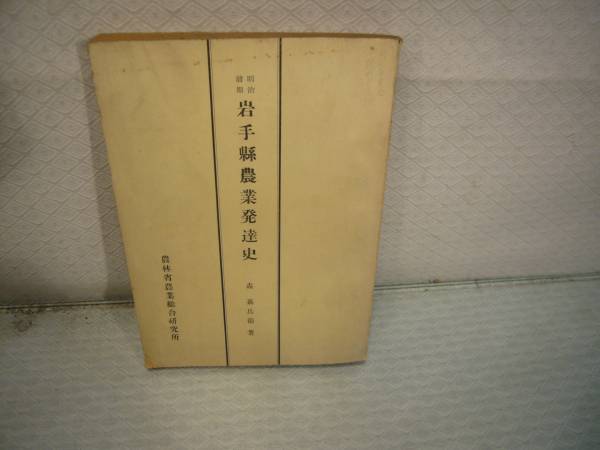 明治
前期
岩手縣農業発達史
森 嘉兵衛 著
農林省農業総合研究所